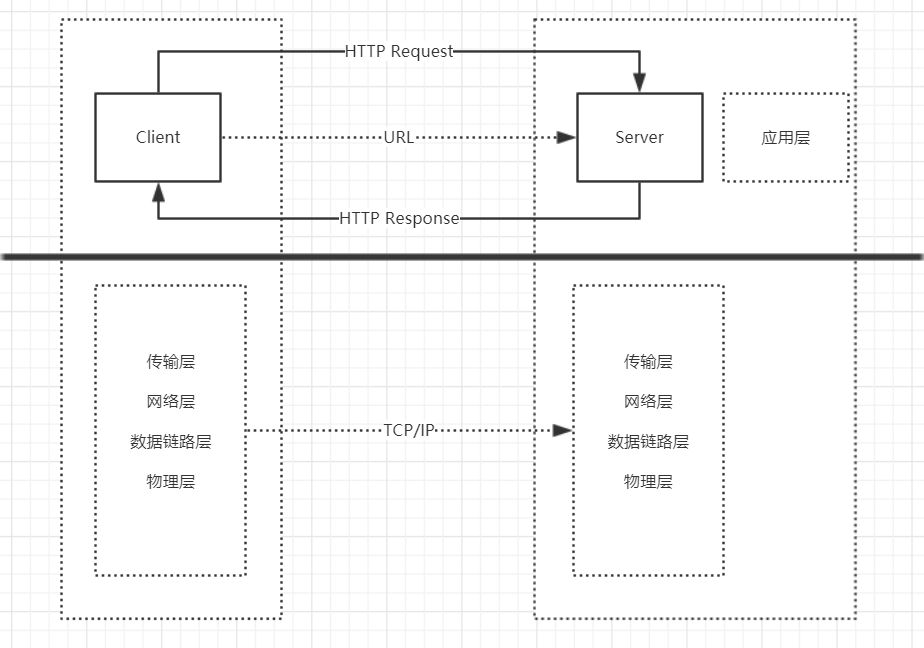 HTTP Request
Client
URL
Server
应用层
HTTP Response
传输层
网络层
数据链路层
物理层
TCP/IP
传输层
网络层
数据链路层
物理层